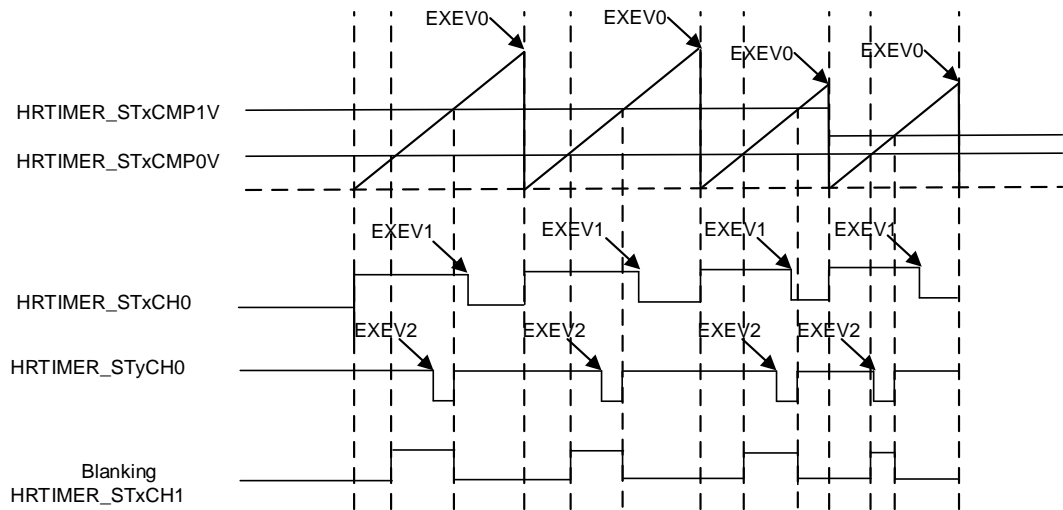 EXEV0
EXEV0
EXEV0
EXEV0
HRTIMER_STxCMP1V
HRTIMER_STxCMP0V
EXEV1
EXEV1
EXEV1
EXEV1
HRTIMER_STxCH0
EXEV2
EXEV2
EXEV2
EXEV2
HRTIMER_STyCH0
Blanking
HRTIMER_STxCH1